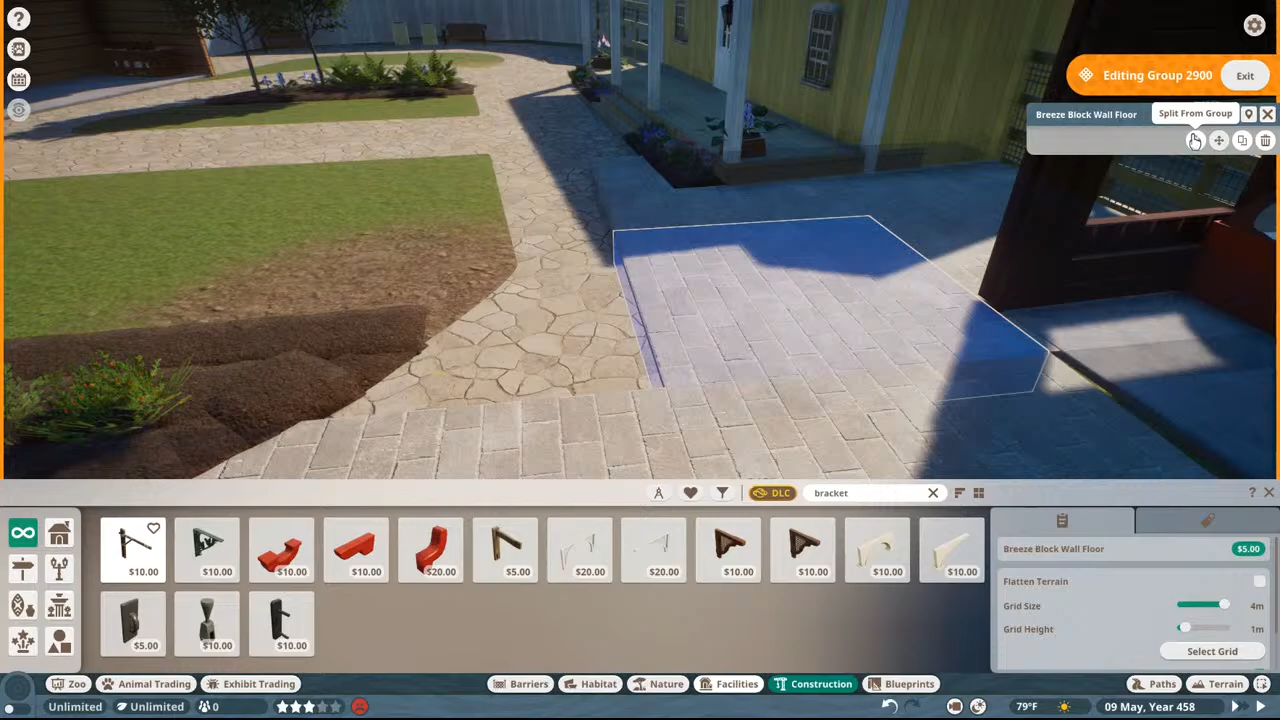 Editing Group 2900
Exit
Breeze Block Wall Floor
Split From Group
DLC
bracket
?
$10.00
$10.00
$10.00
$10.00
$20.00
$5.00
$20.00
$20.00
$10.00
$10.00
$10.00
$10.00
$5.00
$10.00
$10.00
Breeze Block Wall Floor
$5.00
Flatten Terrain
Grid Size
4m
Grid Height
1m
Select Grid
Zoo
Animal Trading
Exhibit Trading
Barriers
Habitat
Nature
Facilities
Construction
Blueprints
Paths
Terrain
Unlimited
Unlimited
0
79°F
09 May, Year 458